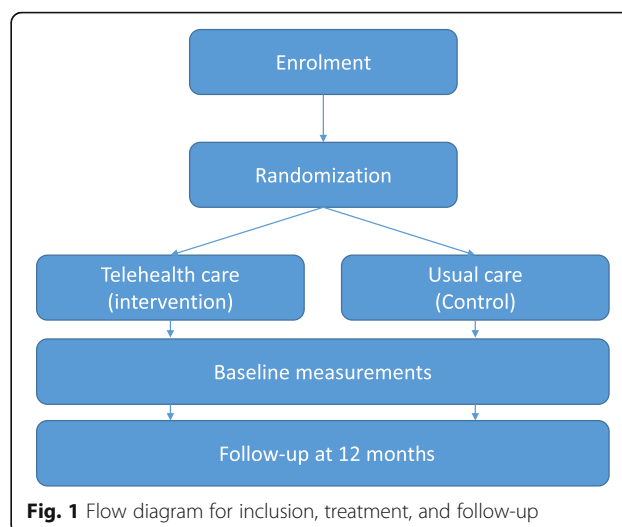 Enrolment
Randomization
Telehealth care
(intervention)
Usual care
(Control)
Baseline measurements
Follow-up at 12 months
Fig. 1 Flow diagram for inclusion, treatment, and follow-up